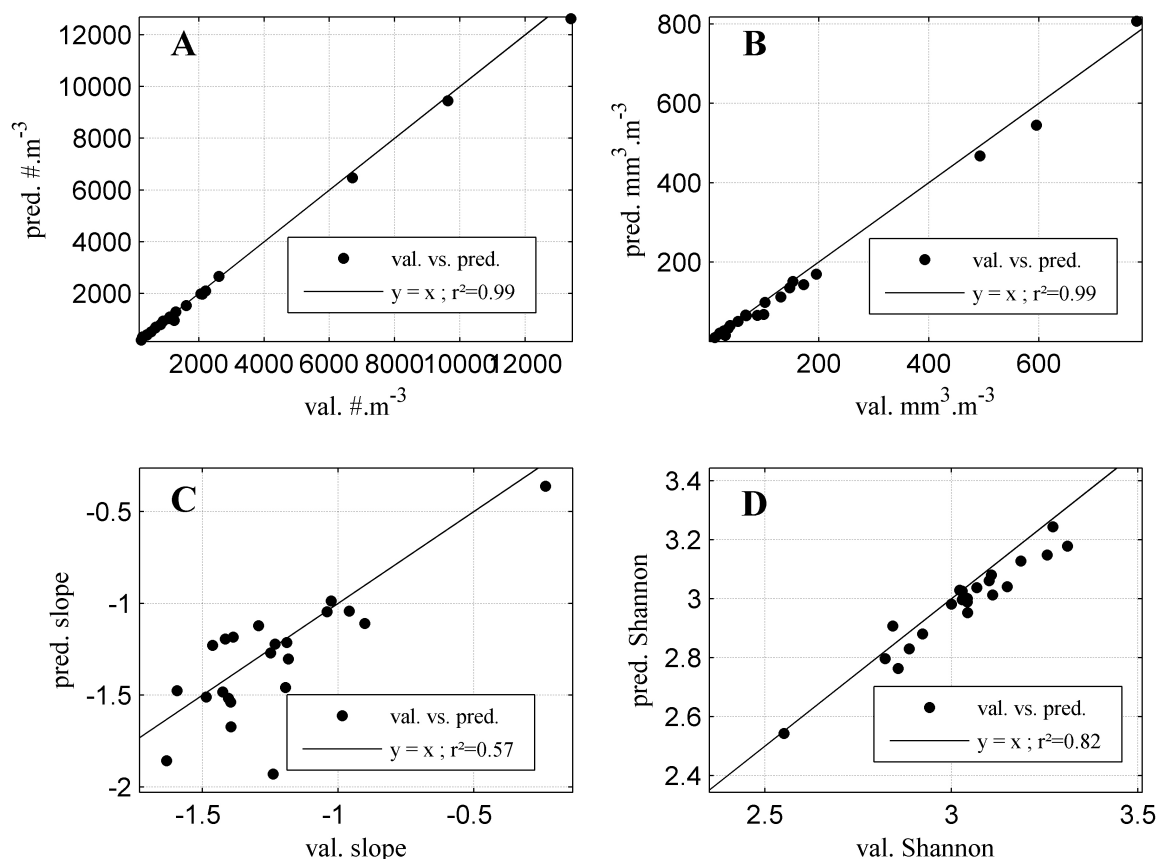 A
12000
10000
8000
6000
4000
2000
pred. #.m⁻³
val. vs. pred.
y = x ; r²=0.99
2000 4000 6000 8000 10000 12000
val. #.m⁻³
B
800
600
400
200
pred. mm³.m⁻³
val. vs. pred.
y = x ; r²=0.99
200 400 600
val. mm³.m⁻³
C
-0.5
-1
-1.5
-2
pred. slope
val. vs. pred.
y = x ; r²=0.57
-1.5 -1 -0.5
val. slope
D
3.4
3.2
3
2.8
2.6
2.4
pred. Shannon
val. vs. pred.
y = x ; r²=0.82
2.5 3 3.5
val. Shannon